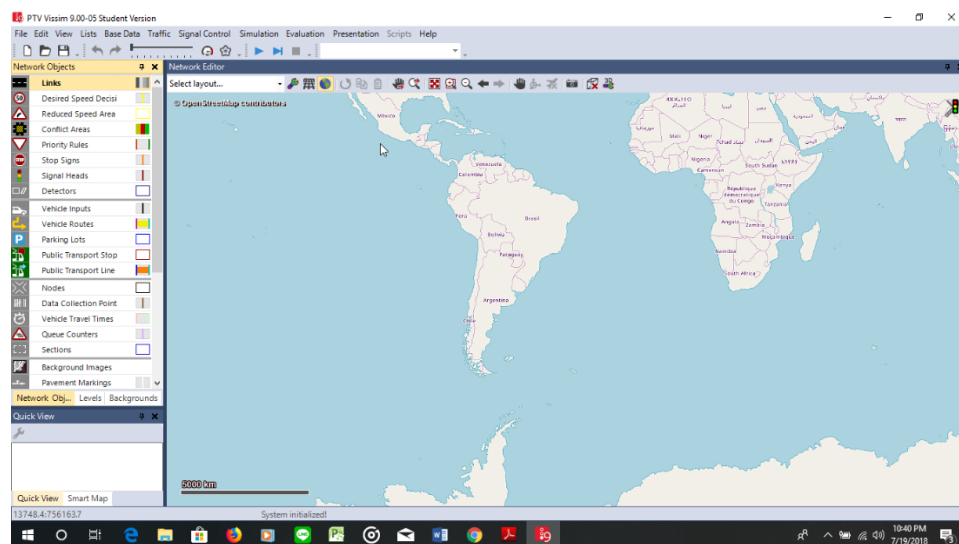 PTV Vissim 9.00-05 Student Version
File Edit View Lists Base Data Traffic Signal Control Simulation Evaluation Presentation Scripts Help
Network Objects
Network Editor
Select layout...
Links
Desired Speed Decisi
Reduced Speed Area
Conflict Areas
Priority Rules
Stop Signs
Signal Heads
Detectors
Vehicle Inputs
Vehicle Routes
Parking Lots
Public Transport Stop
Public Transport Line
Nodes
Data Collection Point
Vehicle Travel Times
Queue Counters
Sections
Background Images
Pavement Markings
Network Obj... Levels Backgrounds
Quick View
Quick View Smart Map
© OpenStreetMap contributors
México
Venezuela
Colombia
Perú
Brasil
Bolivia
Paraguay
Argentina
Chile
Mali
Niger
Nigeria
Cameroun
South Sudan
République
démocratique
du Congo
Kenya
Tanzania
Angola
Zambia
Moçambique
Namibia
South Africa
5000 km
13748.4:756163.7
System initialized!
10:40 PM
7/19/2018